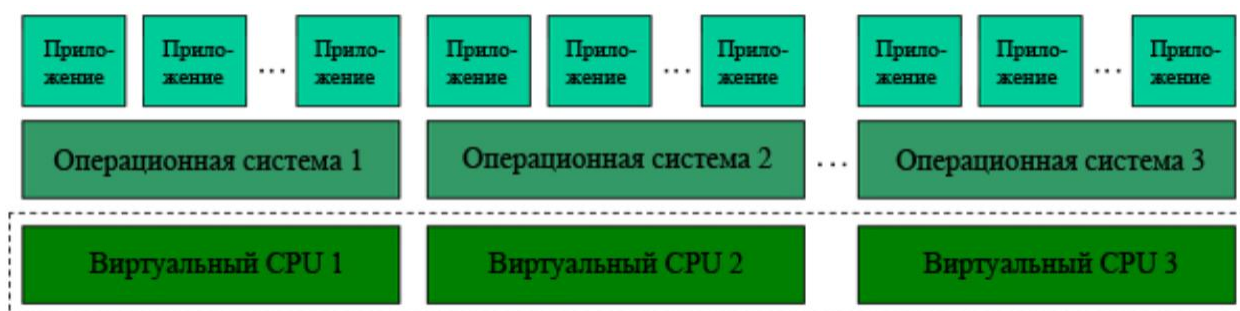 Прило-
жение
Прило-
жение
...
Прило-
жение
Прило-
жение
Прило-
жение
...
Прило-
жение
Прило-
жение
Прило-
жение
...
Прило-
жение
Операционная система 1
Операционная система 2
...
Операционная система 3
Виртуальный CPU 1
Виртуальный CPU 2
Виртуальный CPU 3